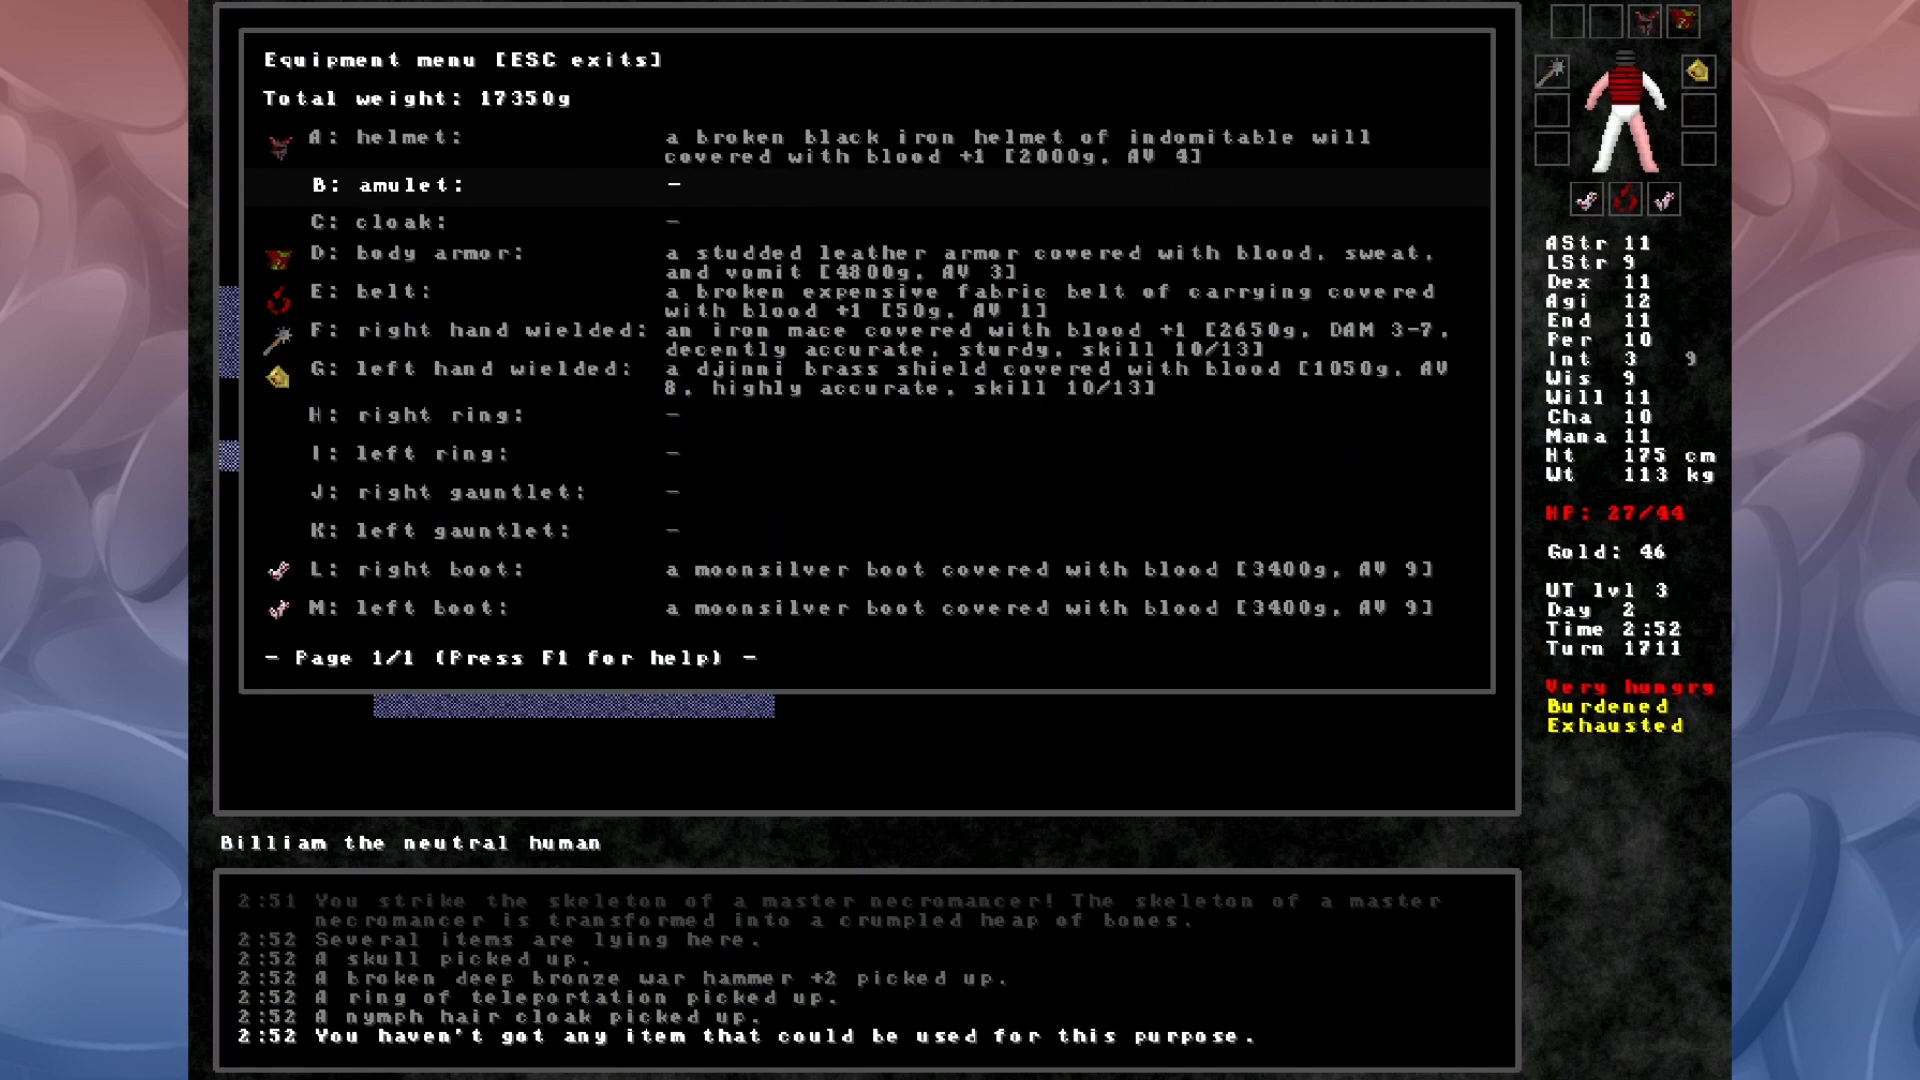 Equipment menu [ESC exits]
Total weight: 17350g
A: helmet: a broken black iron helmet of indomitable will
covered with blood +1 [2000g, AV 4]
B: amulet: -
C: cloak: -
D: body armor: a studded leather armor covered with blood, sweat,
and vomit [4800g, AV 3]
E: belt: a broken expensive fabric belt of carrying covered
with blood +1 [50g, AV 1]
F: right hand wielded: an iron mace covered with blood +1 [2650g, DAM 3-7,
decently accurate, sturdy, skill 10/13]
G: left hand wielded: a djinni brass shield covered with blood [1050g, AV
8, highly accurate, skill 10/13]
H: right ring: -
I: left ring: -
J: right gauntlet: -
K: left gauntlet: -
L: right boot: a moonsilver boot covered with blood [3400g, AV 9]
M: left boot: a moonsilver boot covered with blood [3400g, AV 9]
- Page 1/1 (Press F1 for help) -
AStr 11
LStr 9
Dex 11
Agi 12
End 11
Per 10
Int 3 9
Wis 9
Will 11
Cha 10
Mana 11
Ht 175 cm
Wt 113 kg
HP: 27/44
Gold: 46
UT lvl 3
Day 2
Time 2:52
Turn 1711
Very hungry
Burdened
Exhausted
Billiam the neutral human
2:51 You strike the skeleton of a master necromancer! The skeleton of a master
necromancer is transformed into a crumpled heap of bones.
2:52 Several items are lying here.
2:52 A skull picked up.
2:52 A broken deep bronze war hammer +2 picked up.
2:52 A ring of teleportation picked up.
2:52 A nymph hair cloak picked up.
2:52 You haven't got any item that could be used for this purpose.